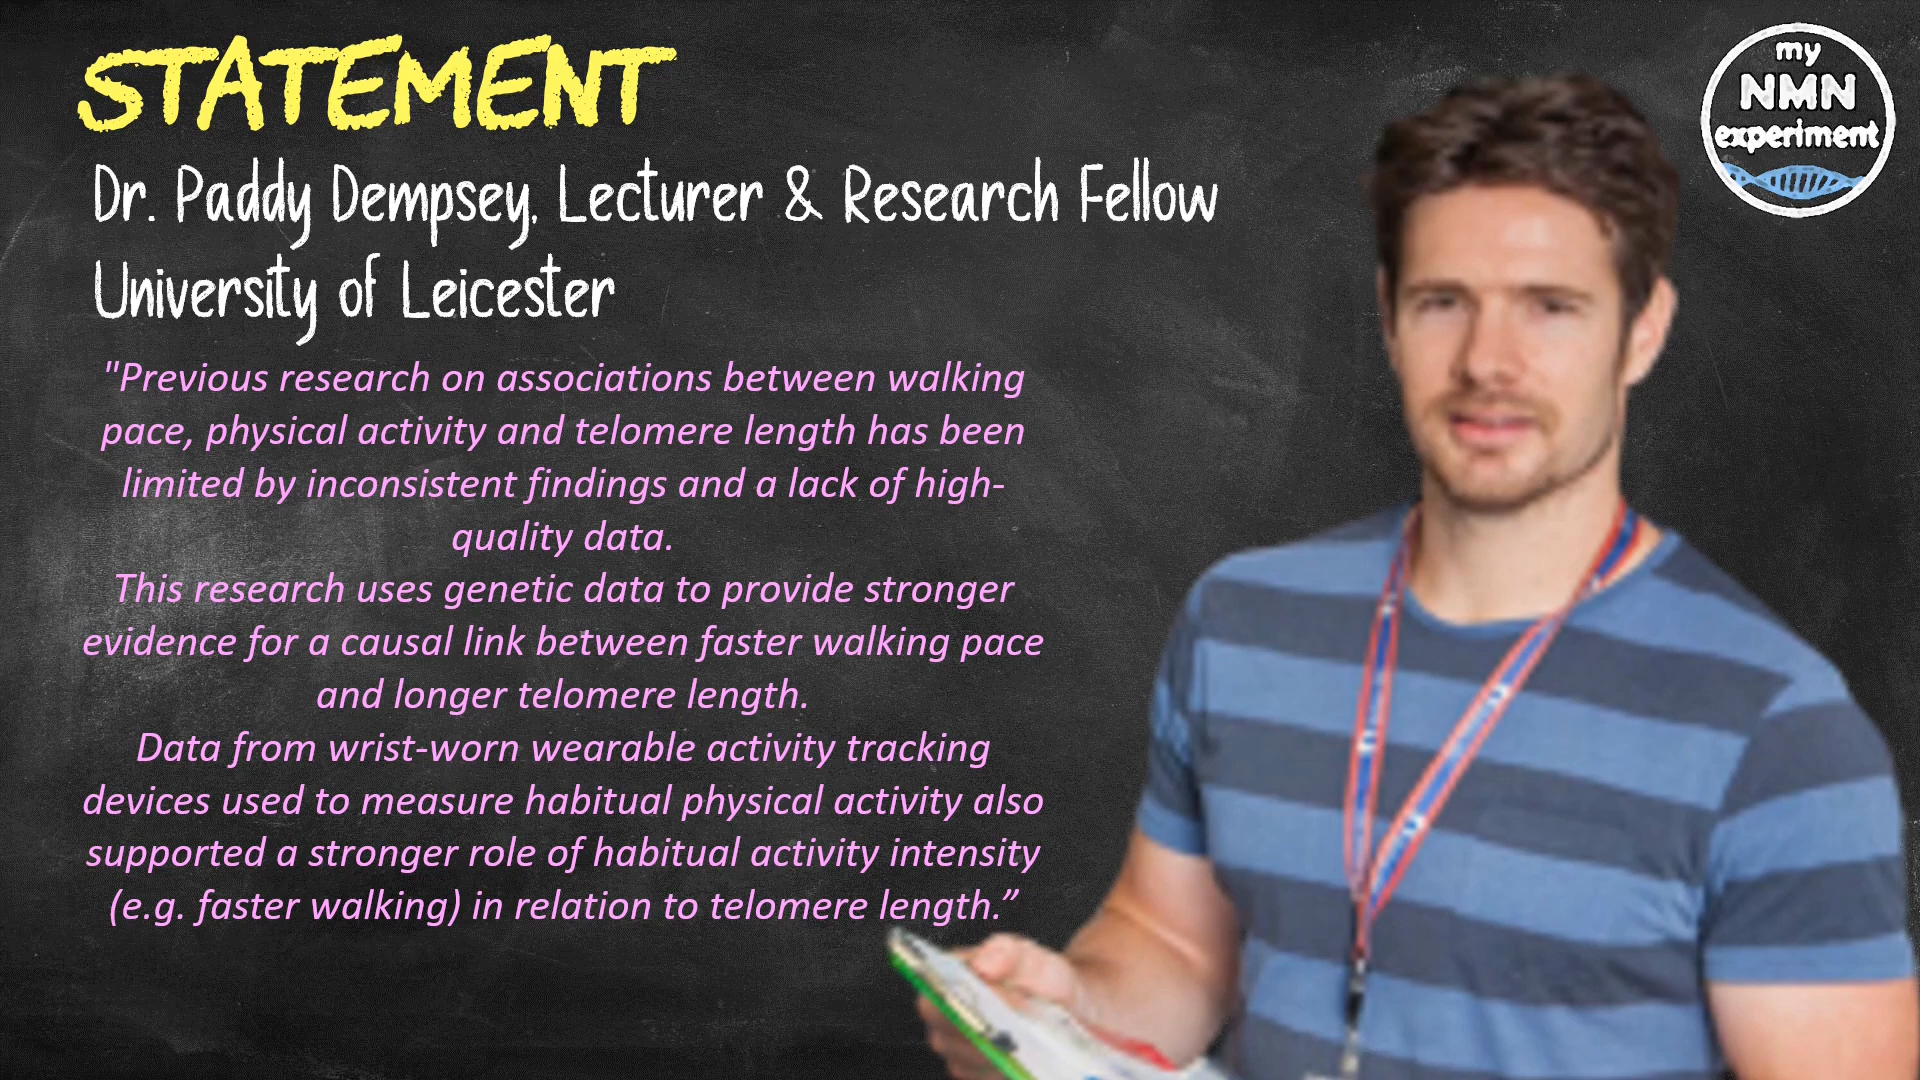 STATEMENT
Dr. Paddy Dempsey, Lecturer & Research Fellow
University of Leicester
"Previous research on associations between walking
pace, physical activity and telomere length has been
limited by inconsistent findings and a lack of high-
quality data.
This research uses genetic data to provide stronger
evidence for a causal link between faster walking pace
and longer telomere length.
Data from wrist-worn wearable activity tracking
devices used to measure habitual physical activity also
supported a stronger role of habitual activity intensity
(e.g. faster walking) in relation to telomere length.”
my
NMN
experiment